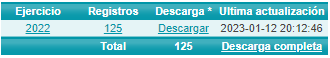 Ejercicio Registros Descarga * Ultima actualización
2022 125 Descargar 2023-01-12 20:12:46
Total 125 Descarga completa